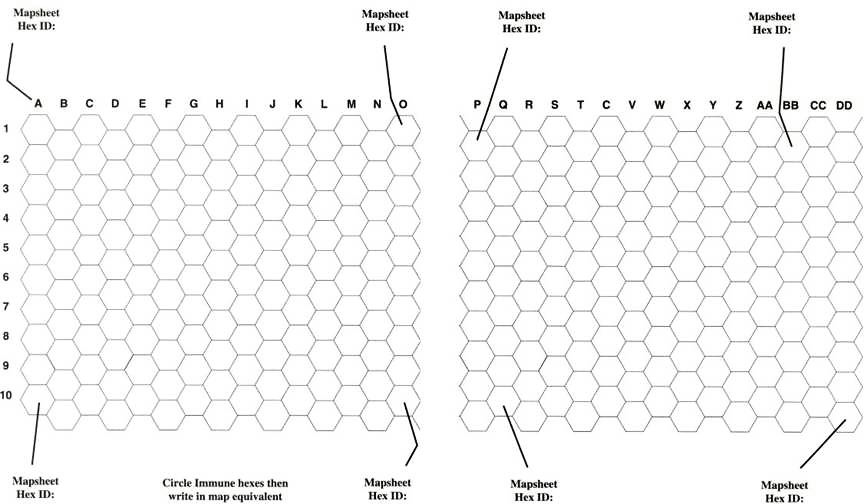 Mapsheet
Hex ID:
Mapsheet
Hex ID:
Mapsheet
Hex ID:
Mapsheet
Hex ID:
A B C D E F G H I J K L M N O
P Q R S T C V W X Y Z AA BB CC DD
1
2
3
4
5
6
7
8
9
10
Mapsheet
Hex ID:
Circle Immune hexes then
write in map equivalent
Mapsheet
Hex ID:
Mapsheet
Hex ID:
Mapsheet
Hex ID: